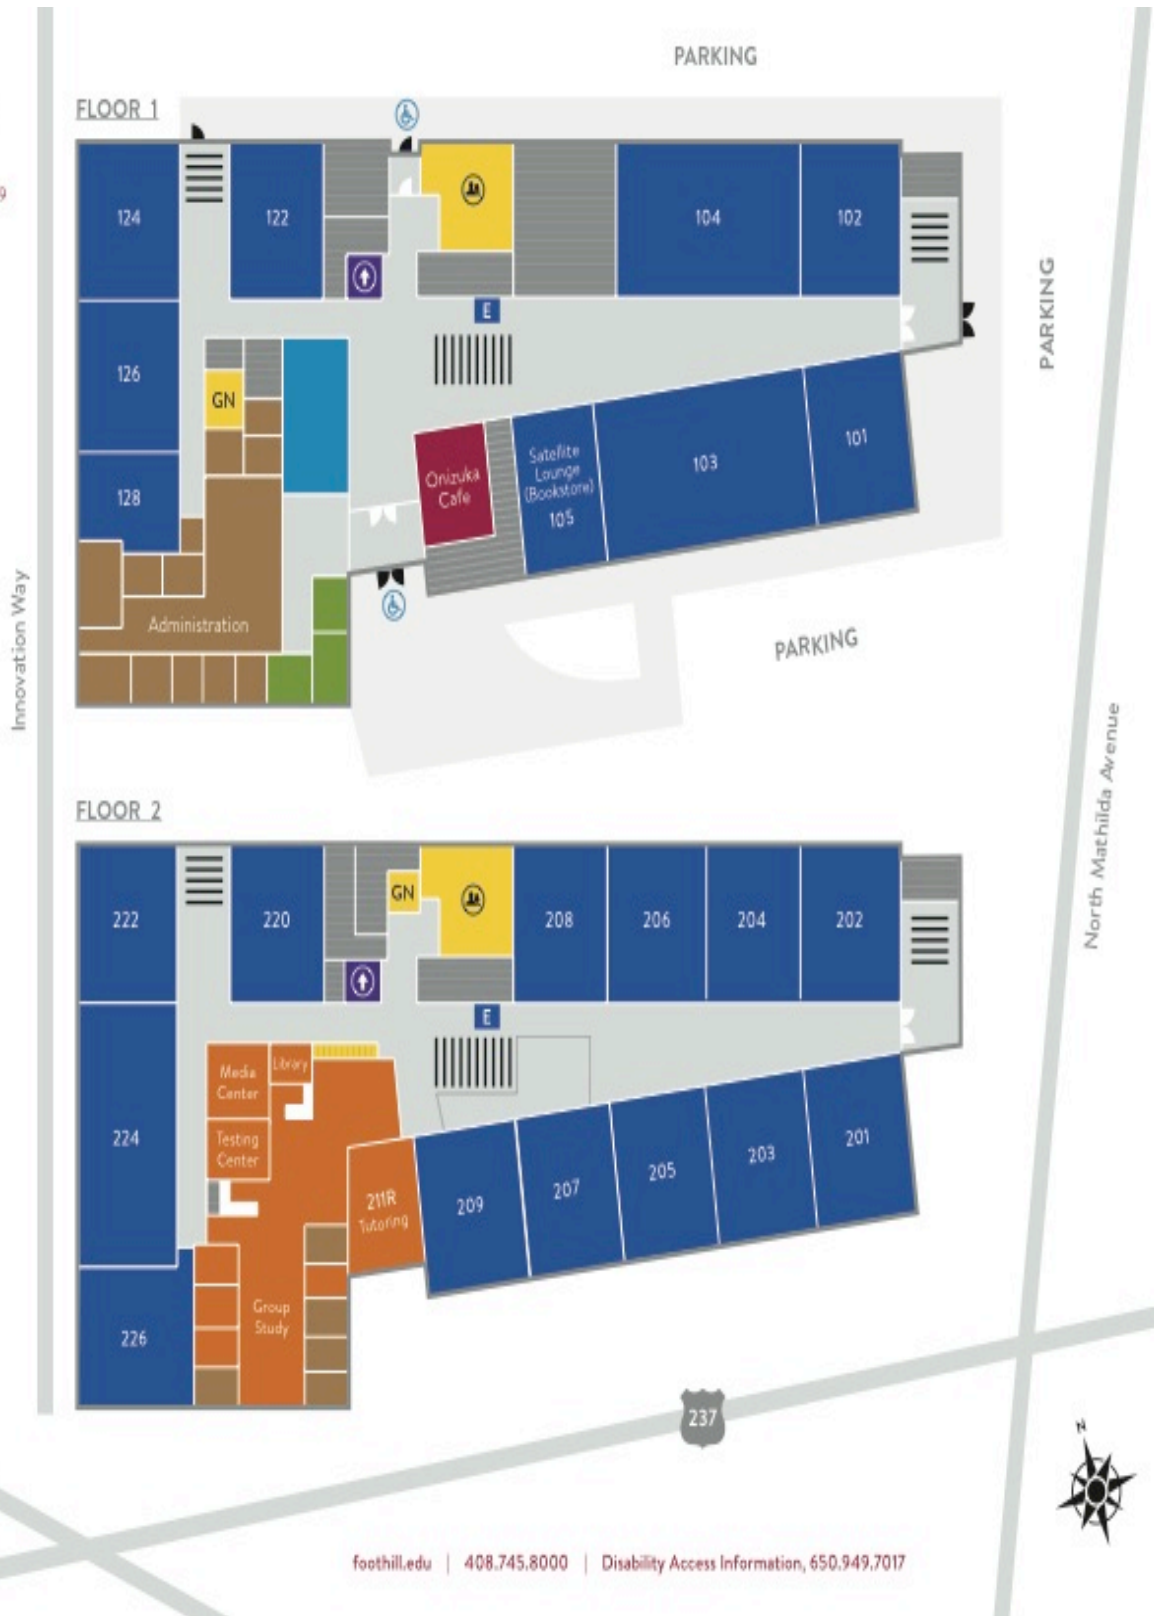 PARKING
FLOOR 1
9
124
122
104
102
E
PARKING
126
GN
128
Onizuka
Cafe
Satellite
Lounge
(Bookstore)
105
103
101
Administration
PARKING
Innovation Way
North Mathilda Avenue
FLOOR 2
222
220
GN
208
206
204
202
E
Media
Center
Library
Testing
Center
224
211R
Tutoring
209
207
205
203
201
Group
Study
226
237
N
foothill.edu | 408.745.8000 | Disability Access Information, 650.949.7017